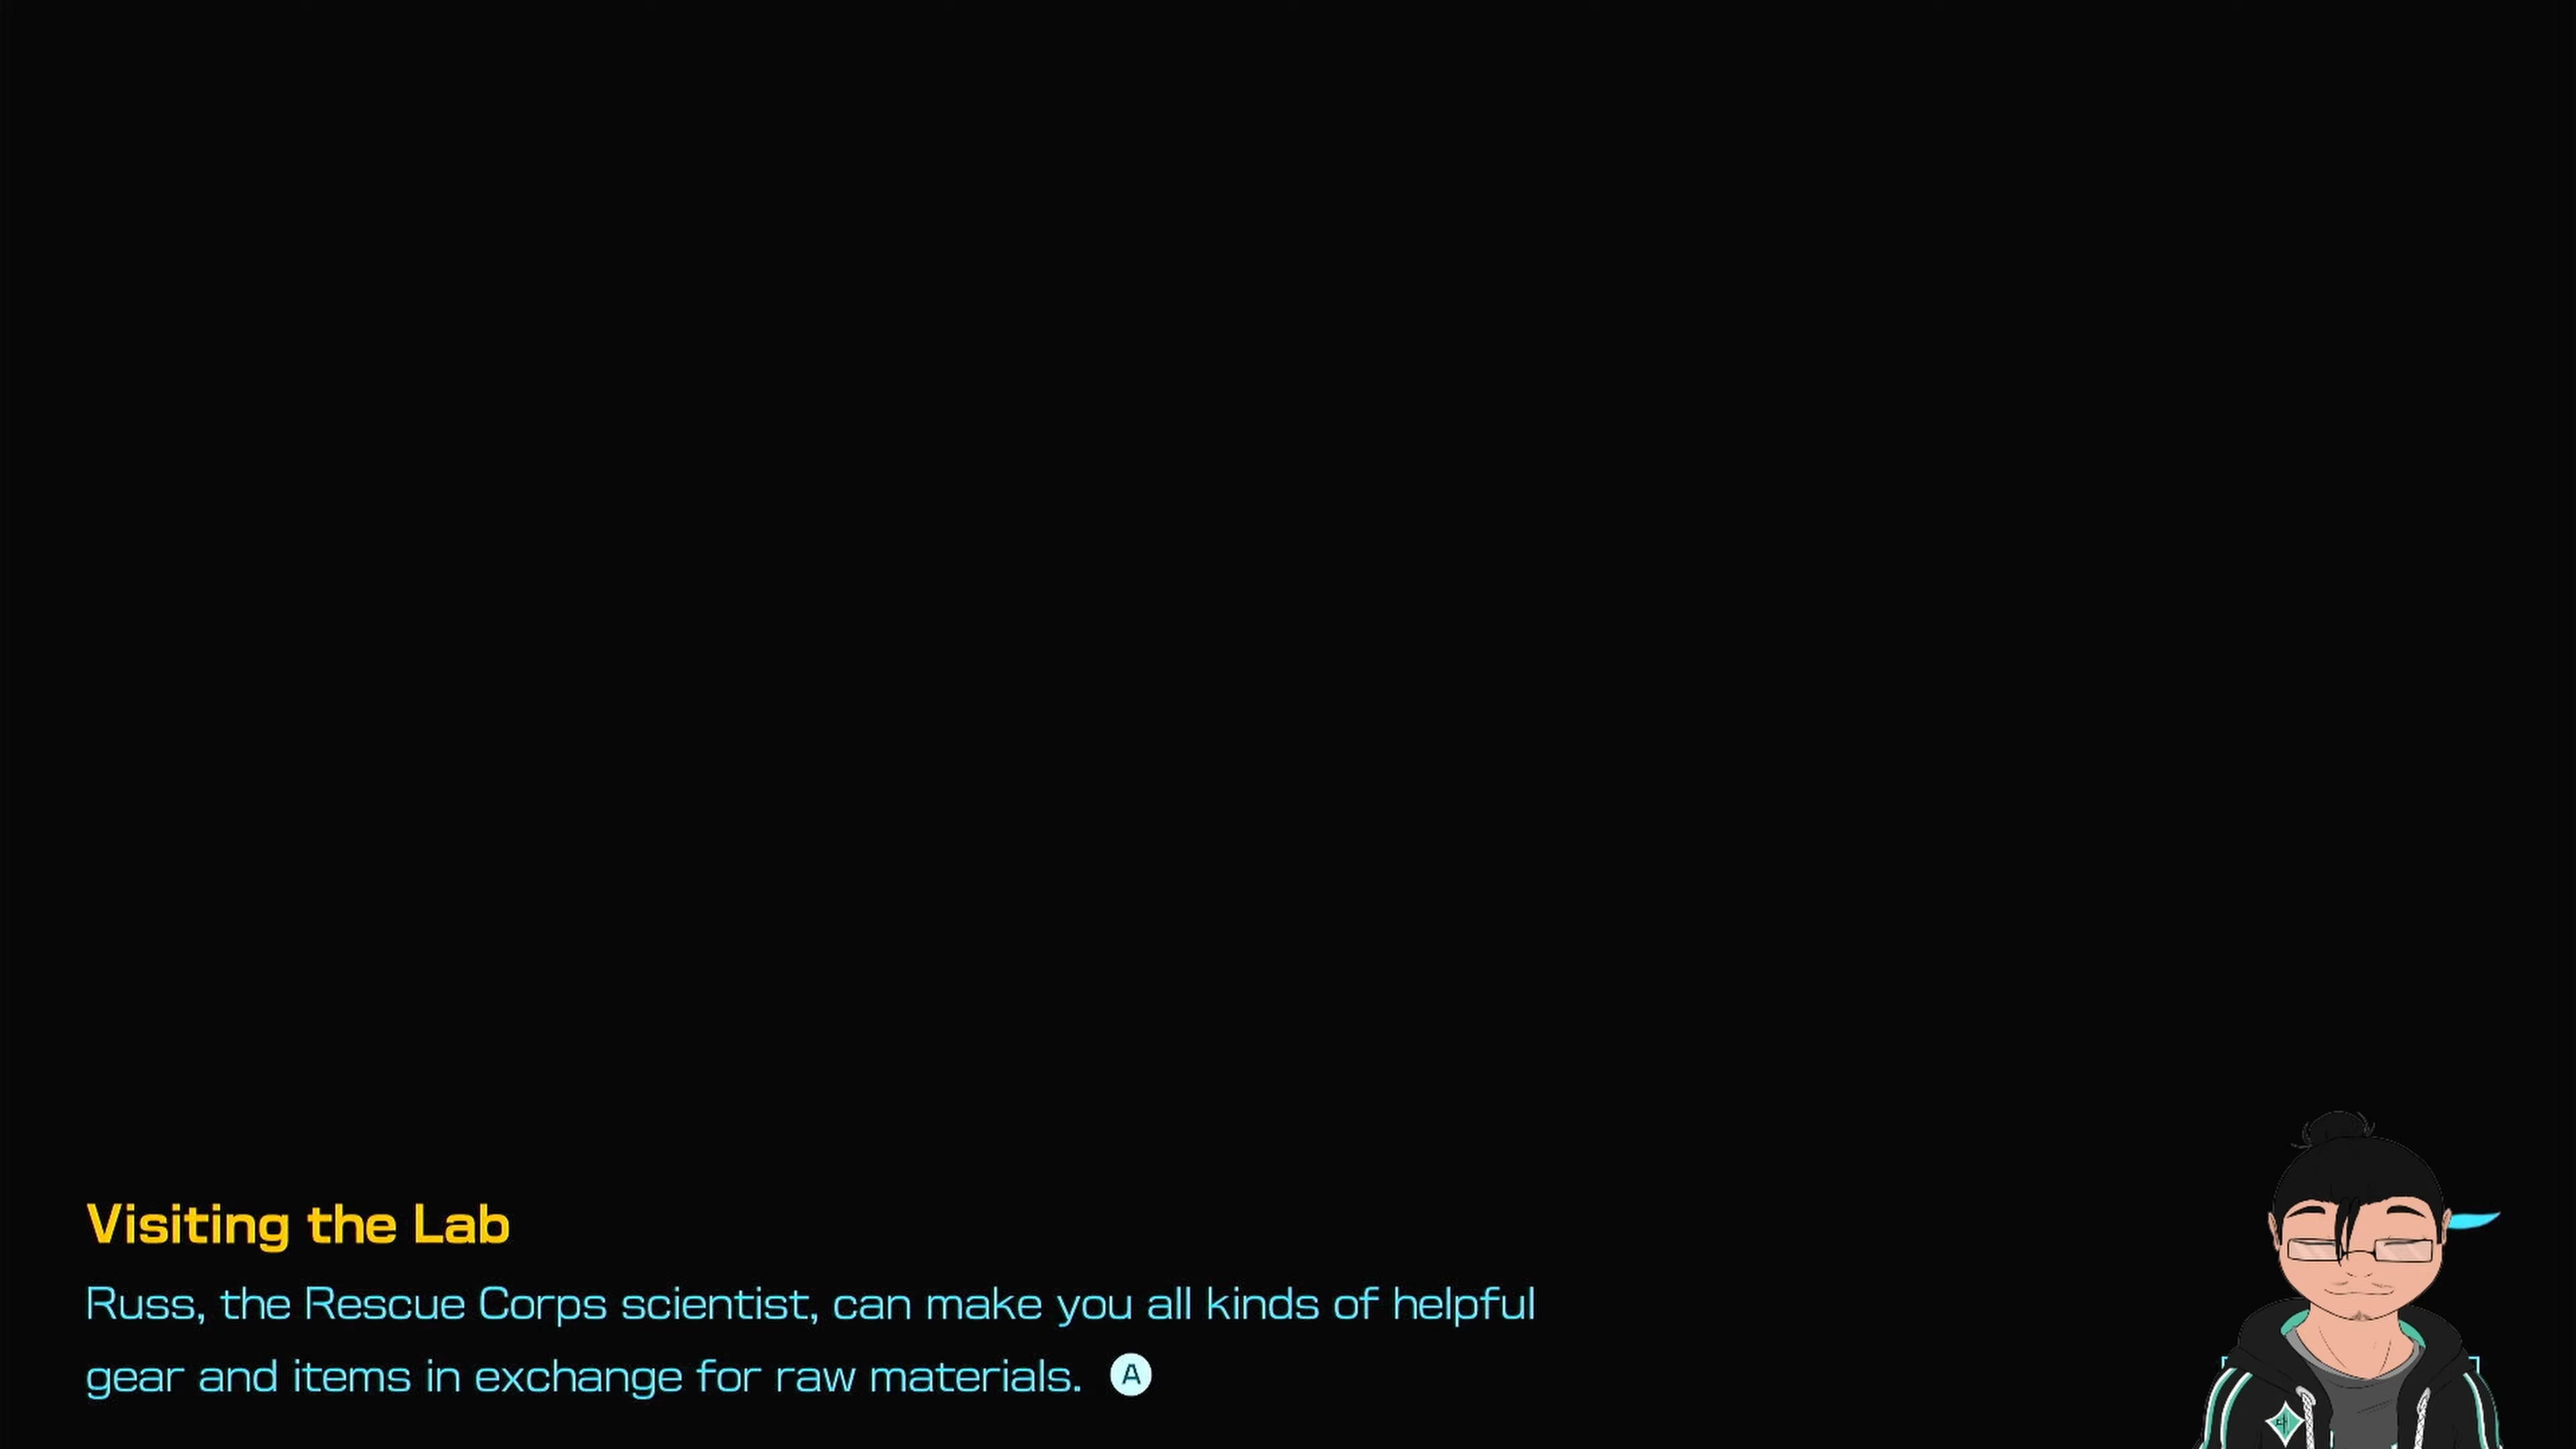 Visiting the Lab
Russ, the Rescue Corps scientist, can make you all kinds of helpful
gear and items in exchange for raw materials. A